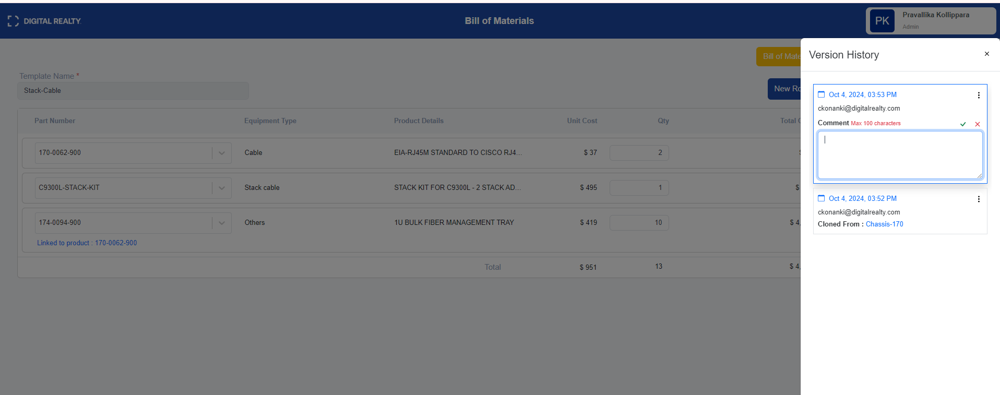 DIGITAL REALTY
Bill of Materials
PK
Pravallika Kollippara
Admin
Bill of Mate
Template Name *
Stack-Cable
New Ro
Part Number Equipment Type Product Details Unit Cost Qty Total C
170-0062-900 Cable EIA-RJ45M STANDARD TO CISCO RJ4... $ 37 2 $
C9300L-STACK-KIT Stack cable STACK KIT FOR C9300L - 2 STACK AD... $ 495 1 $
174-0094-900 Others 1U BULK FIBER MANAGEMENT TRAY $ 419 10 $ 4,
Linked to product : 170-0062-900
Total $ 951 13 $ 4,
Version History
Oct 4, 2024, 03:53 PM
ckonanki@digitalrealty.com
Comment Max 100 characters
Oct 4, 2024, 03:52 PM
ckonanki@digitalrealty.com
Cloned From : Chassis-170